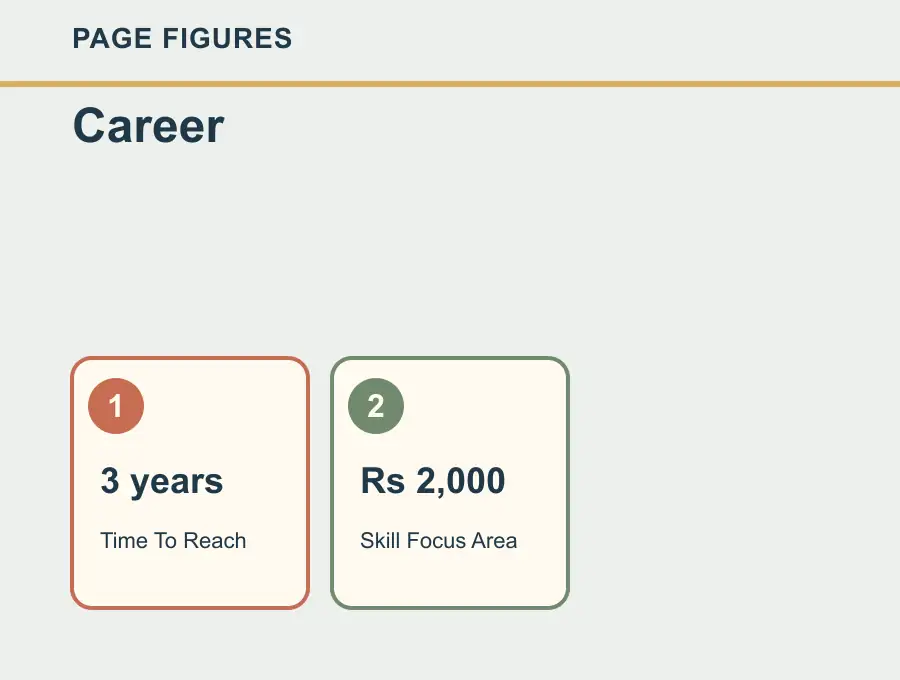 PAGE FIGURES
Career
1
3 years
Time To Reach
2
Rs 2,000
Skill Focus Area